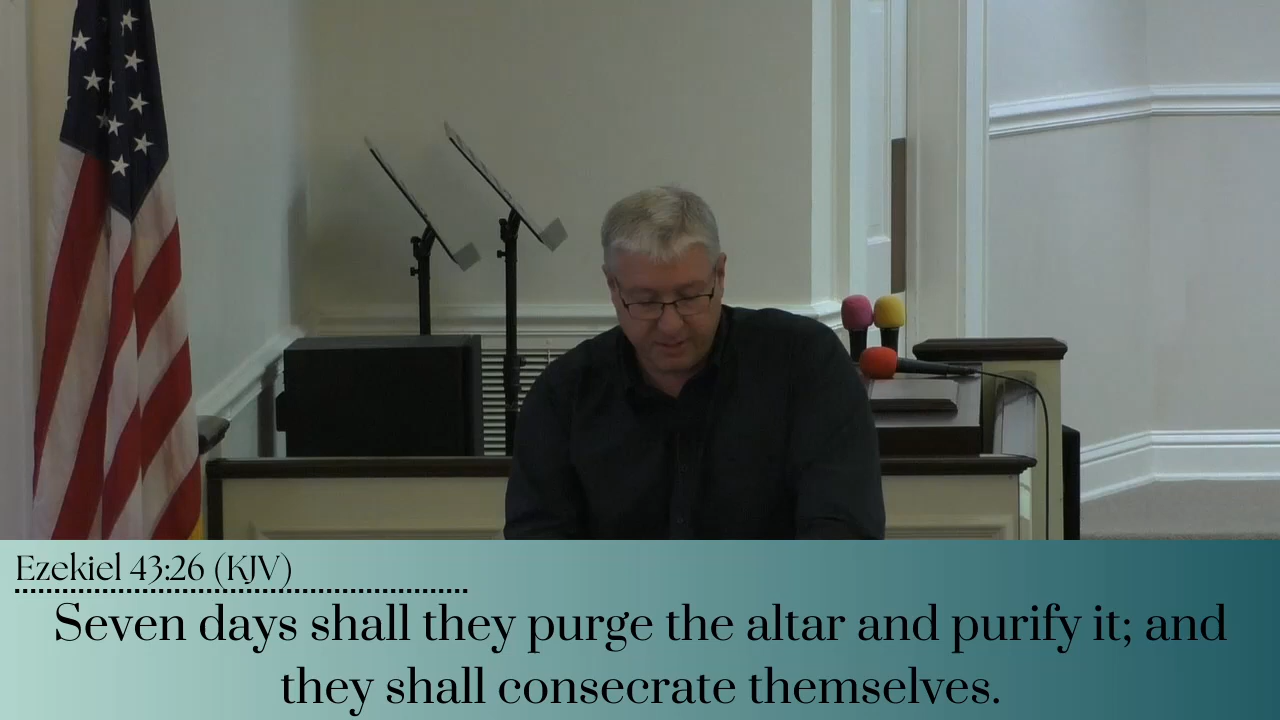 Ezekiel 43:26 (KJV)
Seven days shall they purge the altar and purify it; and
they shall consecrate themselves.